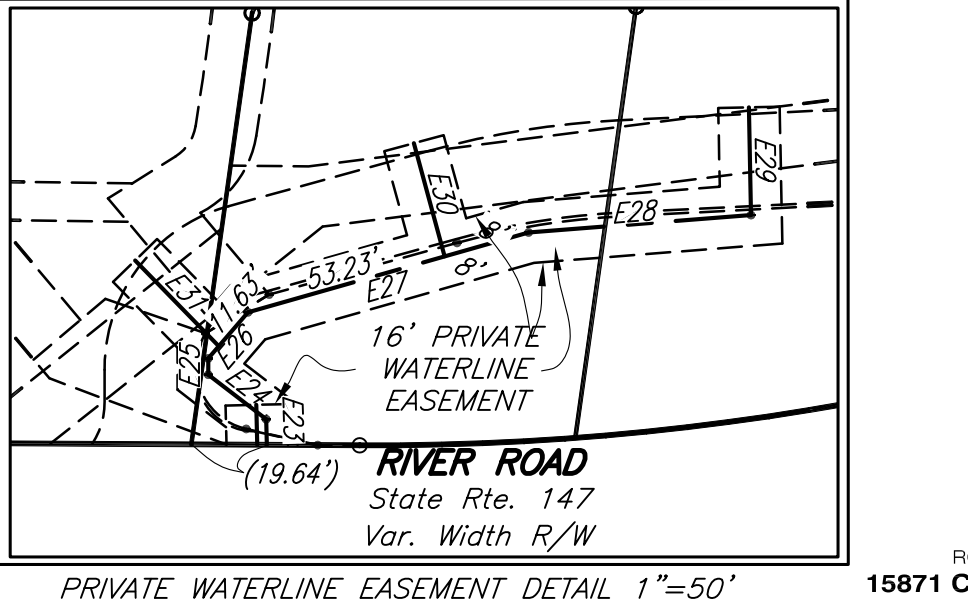 E29
E30
E28
8'
8'
53.23'
E27
11.63'
E31
E26
E25
E24
E23
16' PRIVATE
WATERLINE
EASEMENT
(19.64')
RIVER ROAD
State Rte. 147
Var. Width R/W
PRIVATE WATERLINE EASEMENT DETAIL 1"=50'
15871 C